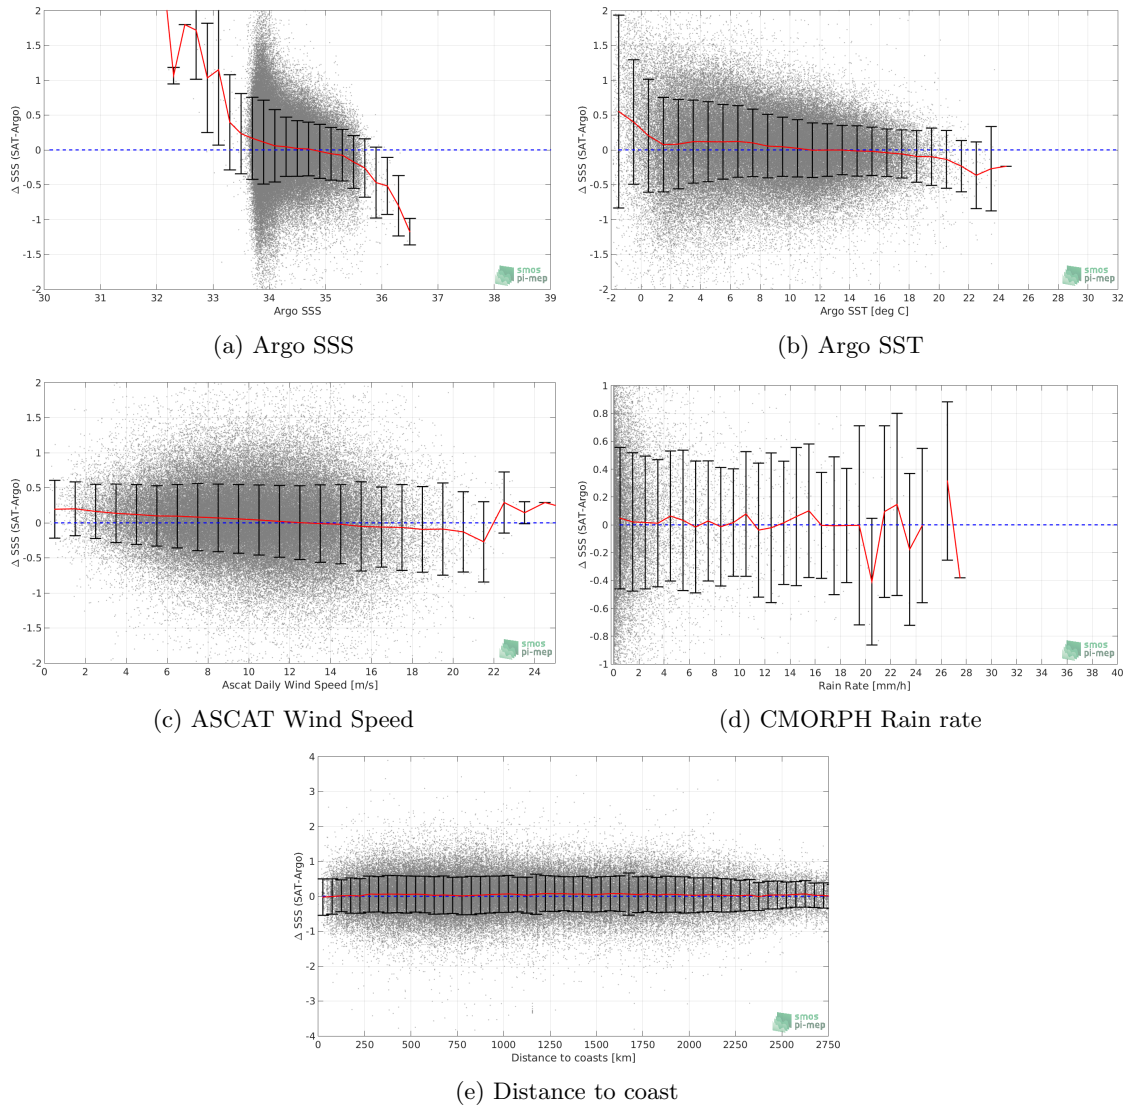 2
1.5
1
0.5
0
-0.5
-1
-1.5
-2
Δ SSS (SAT-Argo)
30 31 32 33 34 35 36 37 38 39
Argo SSS
smos
pi-mep
(a) Argo SSS
2
1.5
1
0.5
0
-0.5
-1
-1.5
-2
Δ SSS (SAT-Argo)
-2 0 2 4 6 8 10 12 14 16 18 20 22 24 26 28 30 32
Argo SST [deg C]
smos
pi-mep
(b) Argo SST
2
1.5
1
0.5
0
-0.5
-1
-1.5
-2
Δ SSS (SAT-Argo)
0 2 4 6 8 10 12 14 16 18 20 22 24
Ascat Daily Wind Speed [m/s]
smos
pi-mep
(c) ASCAT Wind Speed
1
0.8
0.6
0.4
0.2
0
-0.2
-0.4
-0.6
-0.8
-1
Δ SSS (SAT-Argo)
0 2 4 6 8 10 12 14 16 18 20 22 24 26 28 30 32 34 36 38 40
Rain Rate [mm/h]
smos
pi-mep
(d) CMORPH Rain rate
4
3
2
1
0
-1
-2
-3
-4
Δ SSS (SAT-Argo)
0 250 500 750 1000 1250 1500 1750 2000 2250 2500 2750
Distance to coasts [km]
smos
pi-mep
(e) Distance to coast